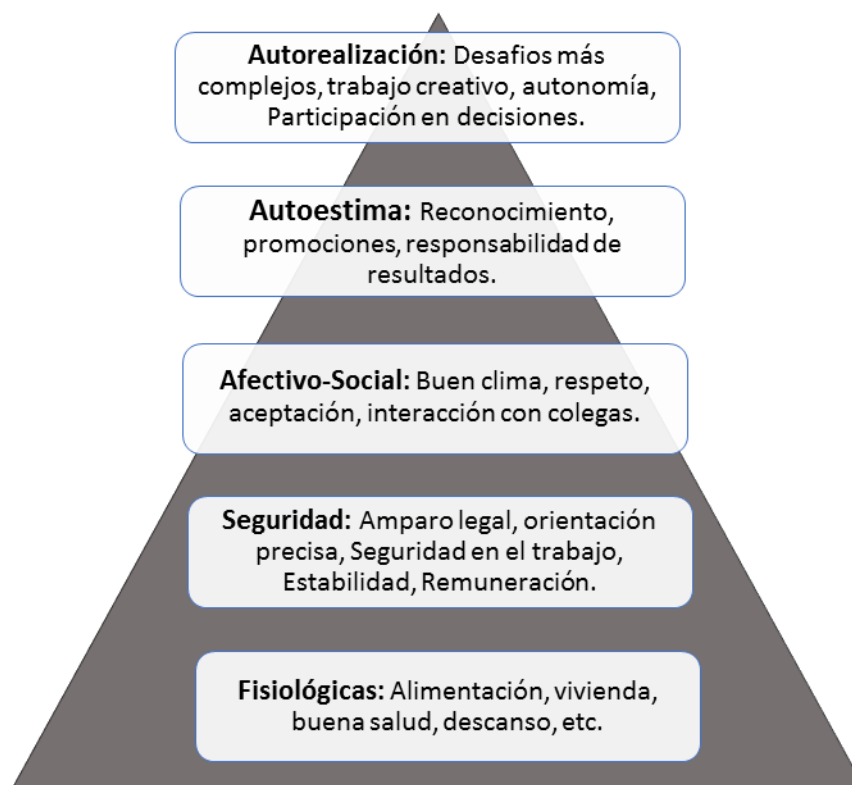 Autorealización: Desafios más
complejos, trabajo creativo, autonomía,
Participación en decisiones.
Autoestima: Reconocimiento,
promociones, responsabilidad de
resultados.
Afectivo-Social: Buen clima, respeto,
aceptación, interacción con colegas.
Seguridad: Amparo legal, orientación
precisa, Seguridad en el trabajo,
Estabilidad, Remuneración.
Fisiológicas: Alimentación, vivienda,
buena salud, descanso, etc.